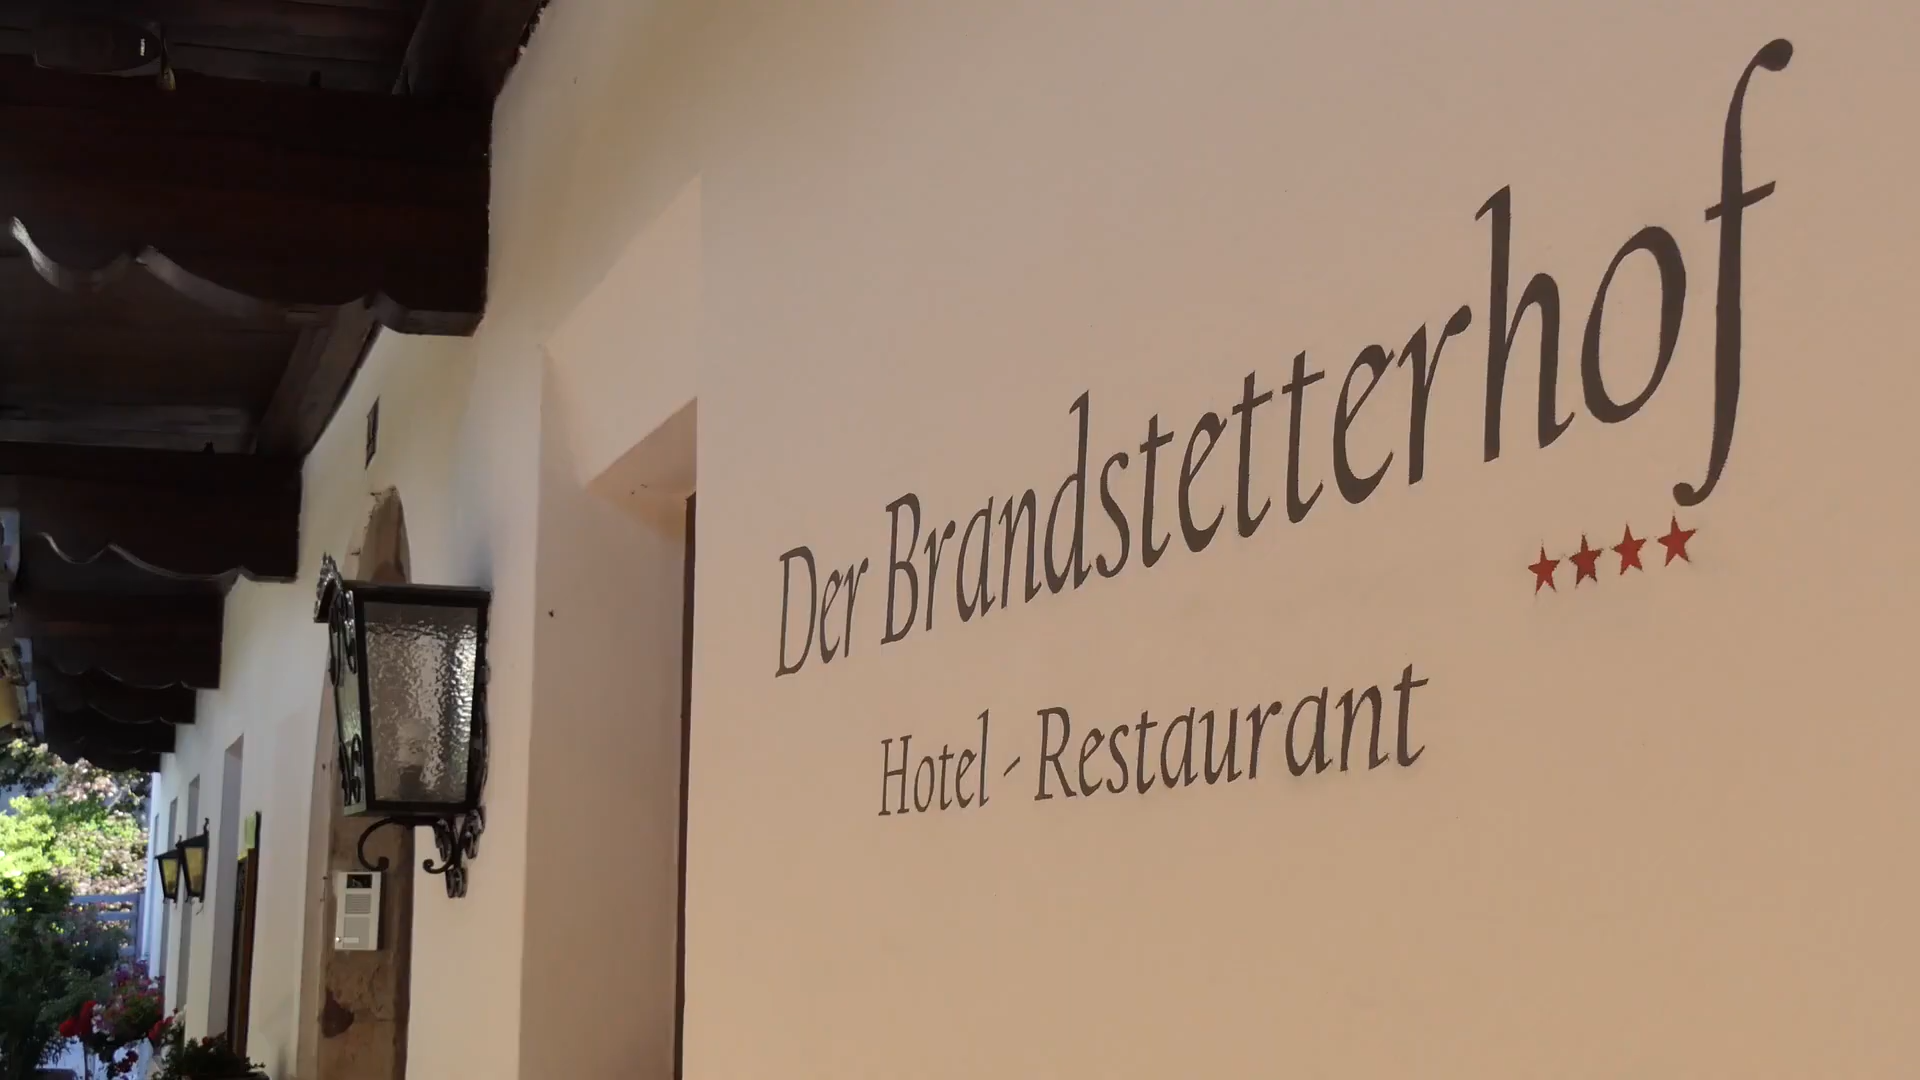 Der Brandstetterhof
★★★★
Hotel - Restaurant